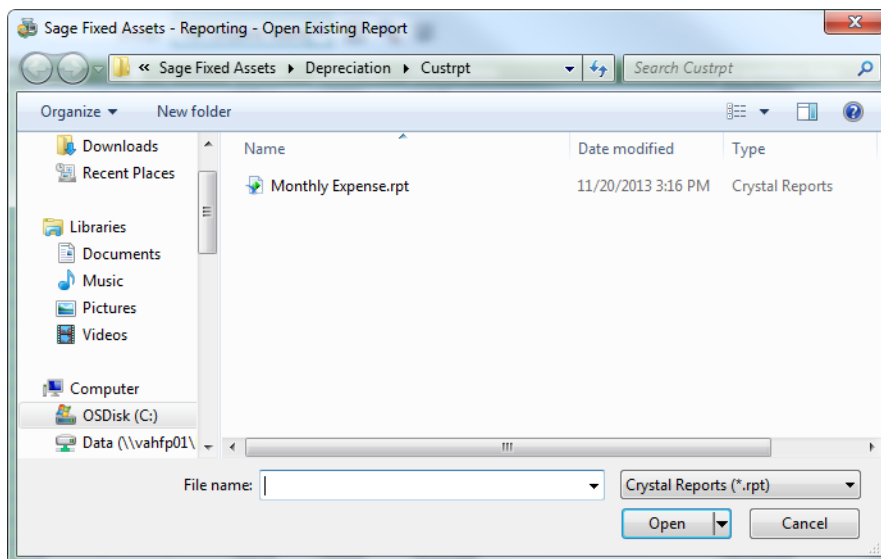 Sage Fixed Assets - Reporting - Open Existing Report
« Sage Fixed Assets Depreciation Custrpt Search Custrpt
Organize New folder
Downloads
Recent Places
Libraries
Documents
Music
Pictures
Videos
Computer
OSDisk (C:)
Data (\\vahfp01\
Name Date modified Type
Monthly Expense.rpt 11/20/2013 3:16 PM Crystal Reports
File name: Crystal Reports (*.rpt)
Open Cancel